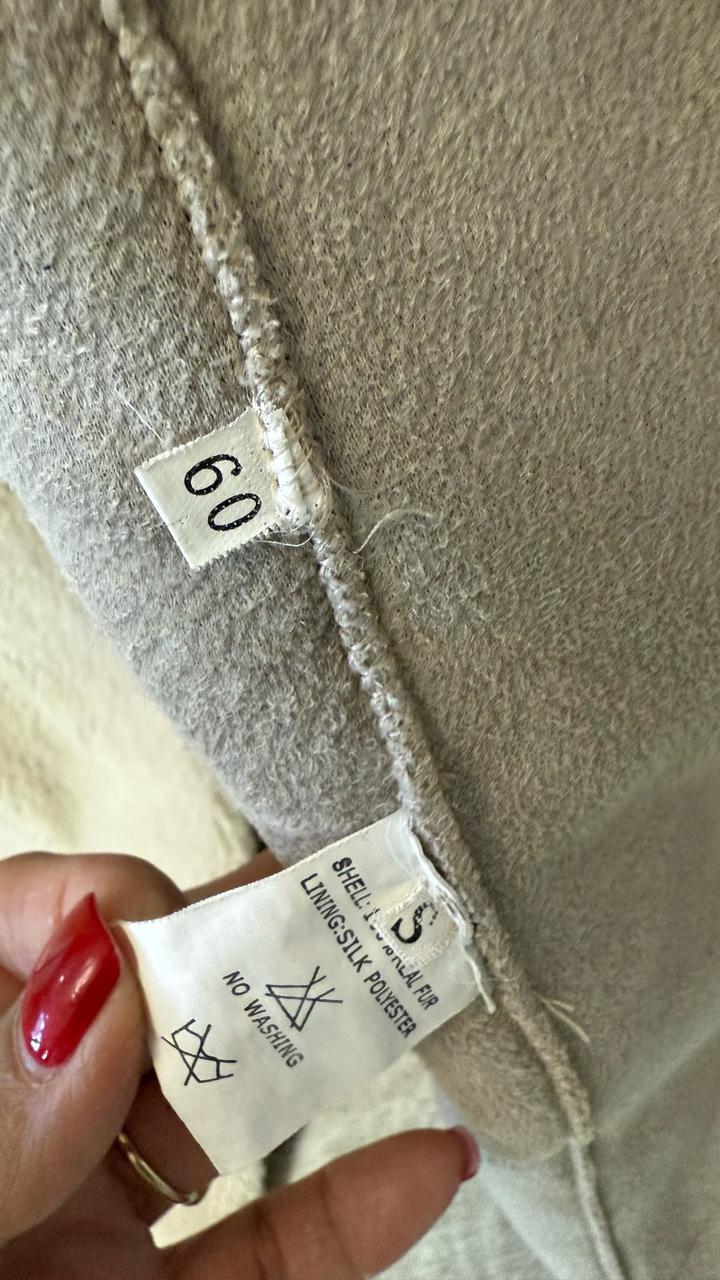 60
S
SHELL: REAL FUR
LINING:SILK POLYESTER
NO WASHING